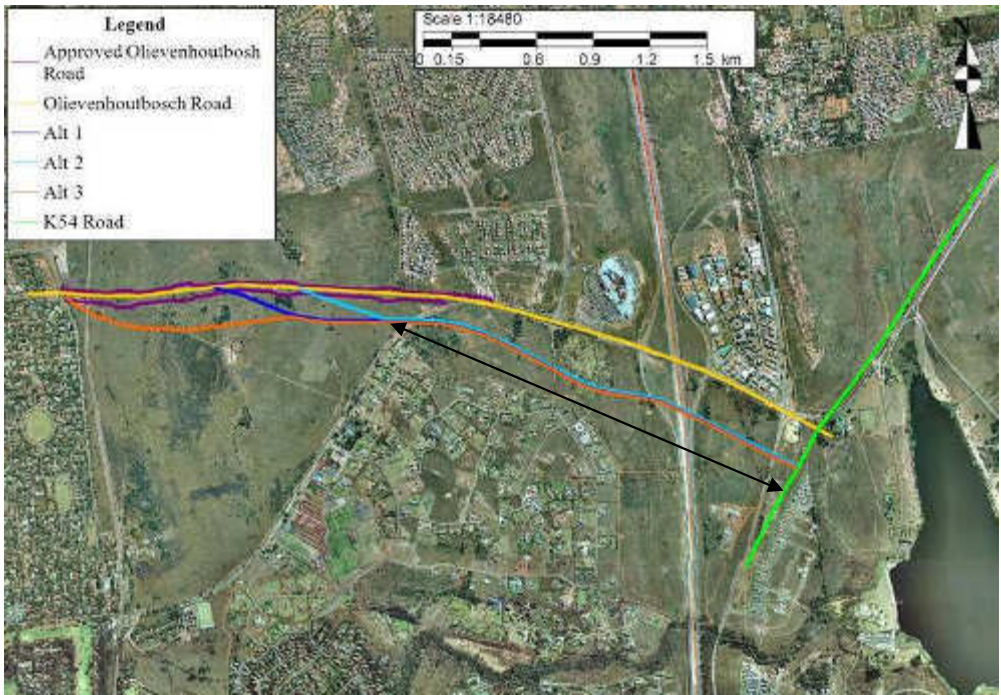 Legend
Approved Olievenhoutbosh
Road
Olievenhoutbosch Road
Alt 1
Alt 2
Alt 3
K54 Road
Scale 1:18480
0 0.15 0.6 0.9 1.2 1.5 km